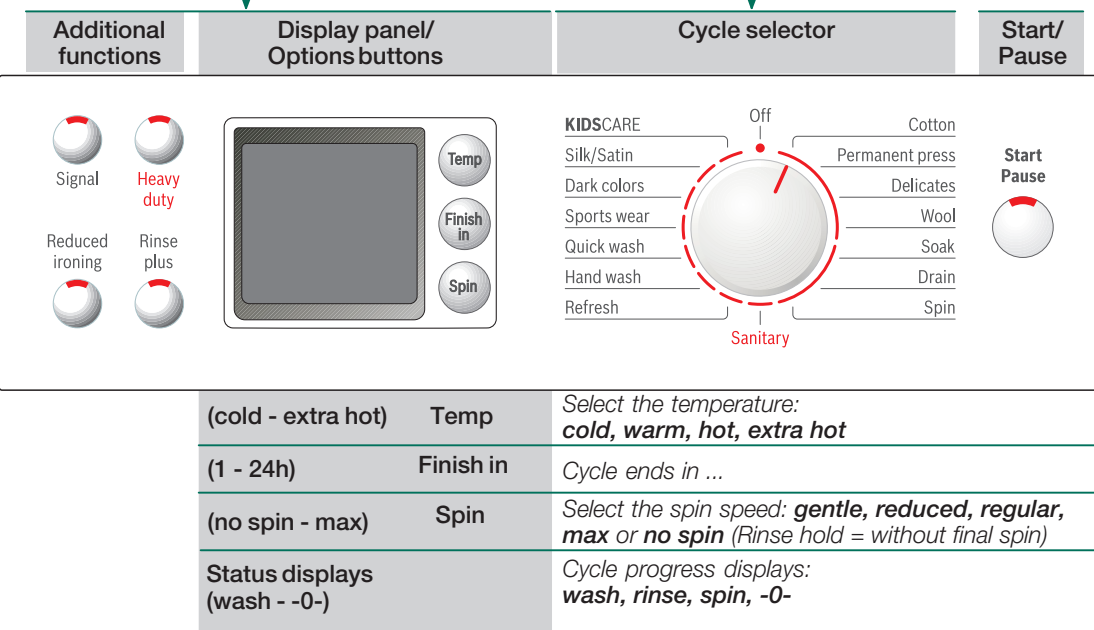 Additional
functions
Display panel/
Options buttons
Cycle selector
Start/
Pause
Signal
Heavy
duty
Reduced
ironing
Rinse
plus
Temp
Finish
in
Spin
KIDSCARE
Silk/Satin
Dark colors
Sports wear
Quick wash
Hand wash
Refresh
Off
Sanitary
Cotton
Permanent press
Delicates
Wool
Soak
Drain
Spin
Start
Pause
(cold - extra hot) Temp
Select the temperature:
cold, warm, hot, extra hot
(1 - 24h) Finish in
Cycle ends in ...
(no spin - max) Spin
Select the spin speed: gentle, reduced, regular,
max or no spin (Rinse hold = without final spin)
Status displays
(wash - -0-)
Cycle progress displays:
wash, rinse, spin, -0-